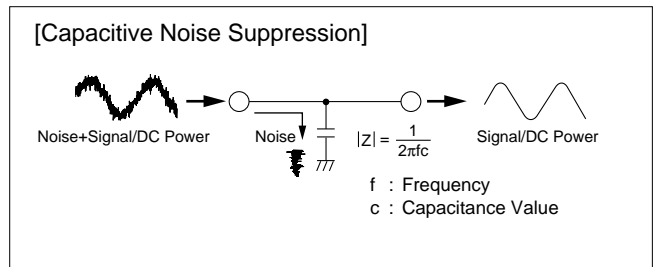 [Capacitive Noise Suppression]
Noise+Signal/DC Power
Noise
|Z| = 1/2πfc
Signal/DC Power
f : Frequency
c : Capacitance Value